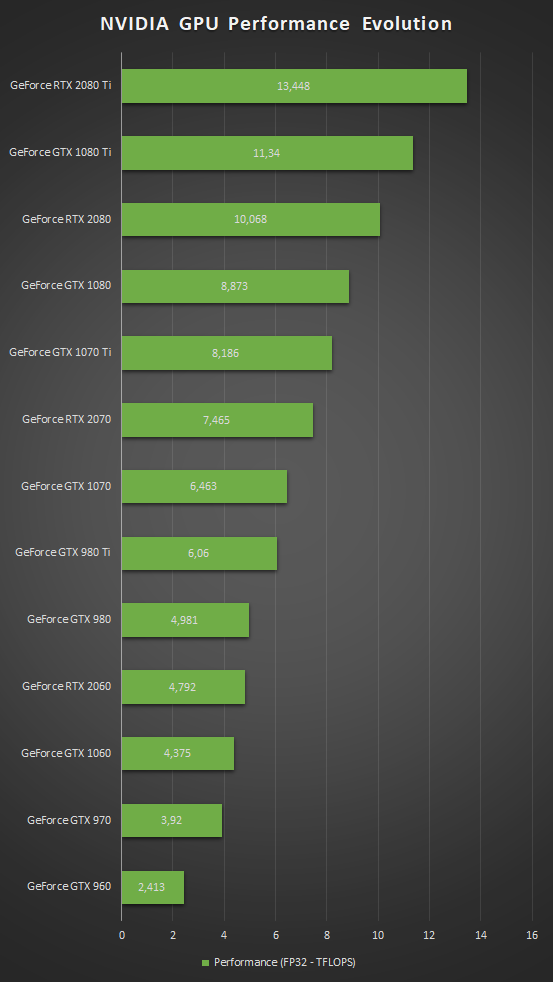 NVIDIA GPU Performance Evolution
GeForce RTX 2080 Ti 13,448
GeForce GTX 1080 Ti 11,34
GeForce RTX 2080 10,068
GeForce GTX 1080 8,873
GeForce GTX 1070 Ti 8,186
GeForce RTX 2070 7,465
GeForce GTX 1070 6,463
GeForce GTX 980 Ti 6,06
GeForce GTX 980 4,981
GeForce RTX 2060 4,792
GeForce GTX 1060 4,375
GeForce GTX 970 3,92
GeForce GTX 960 2,413
0 2 4 6 8 10 12 14 16
Performance (FP32 - TFLOPS)